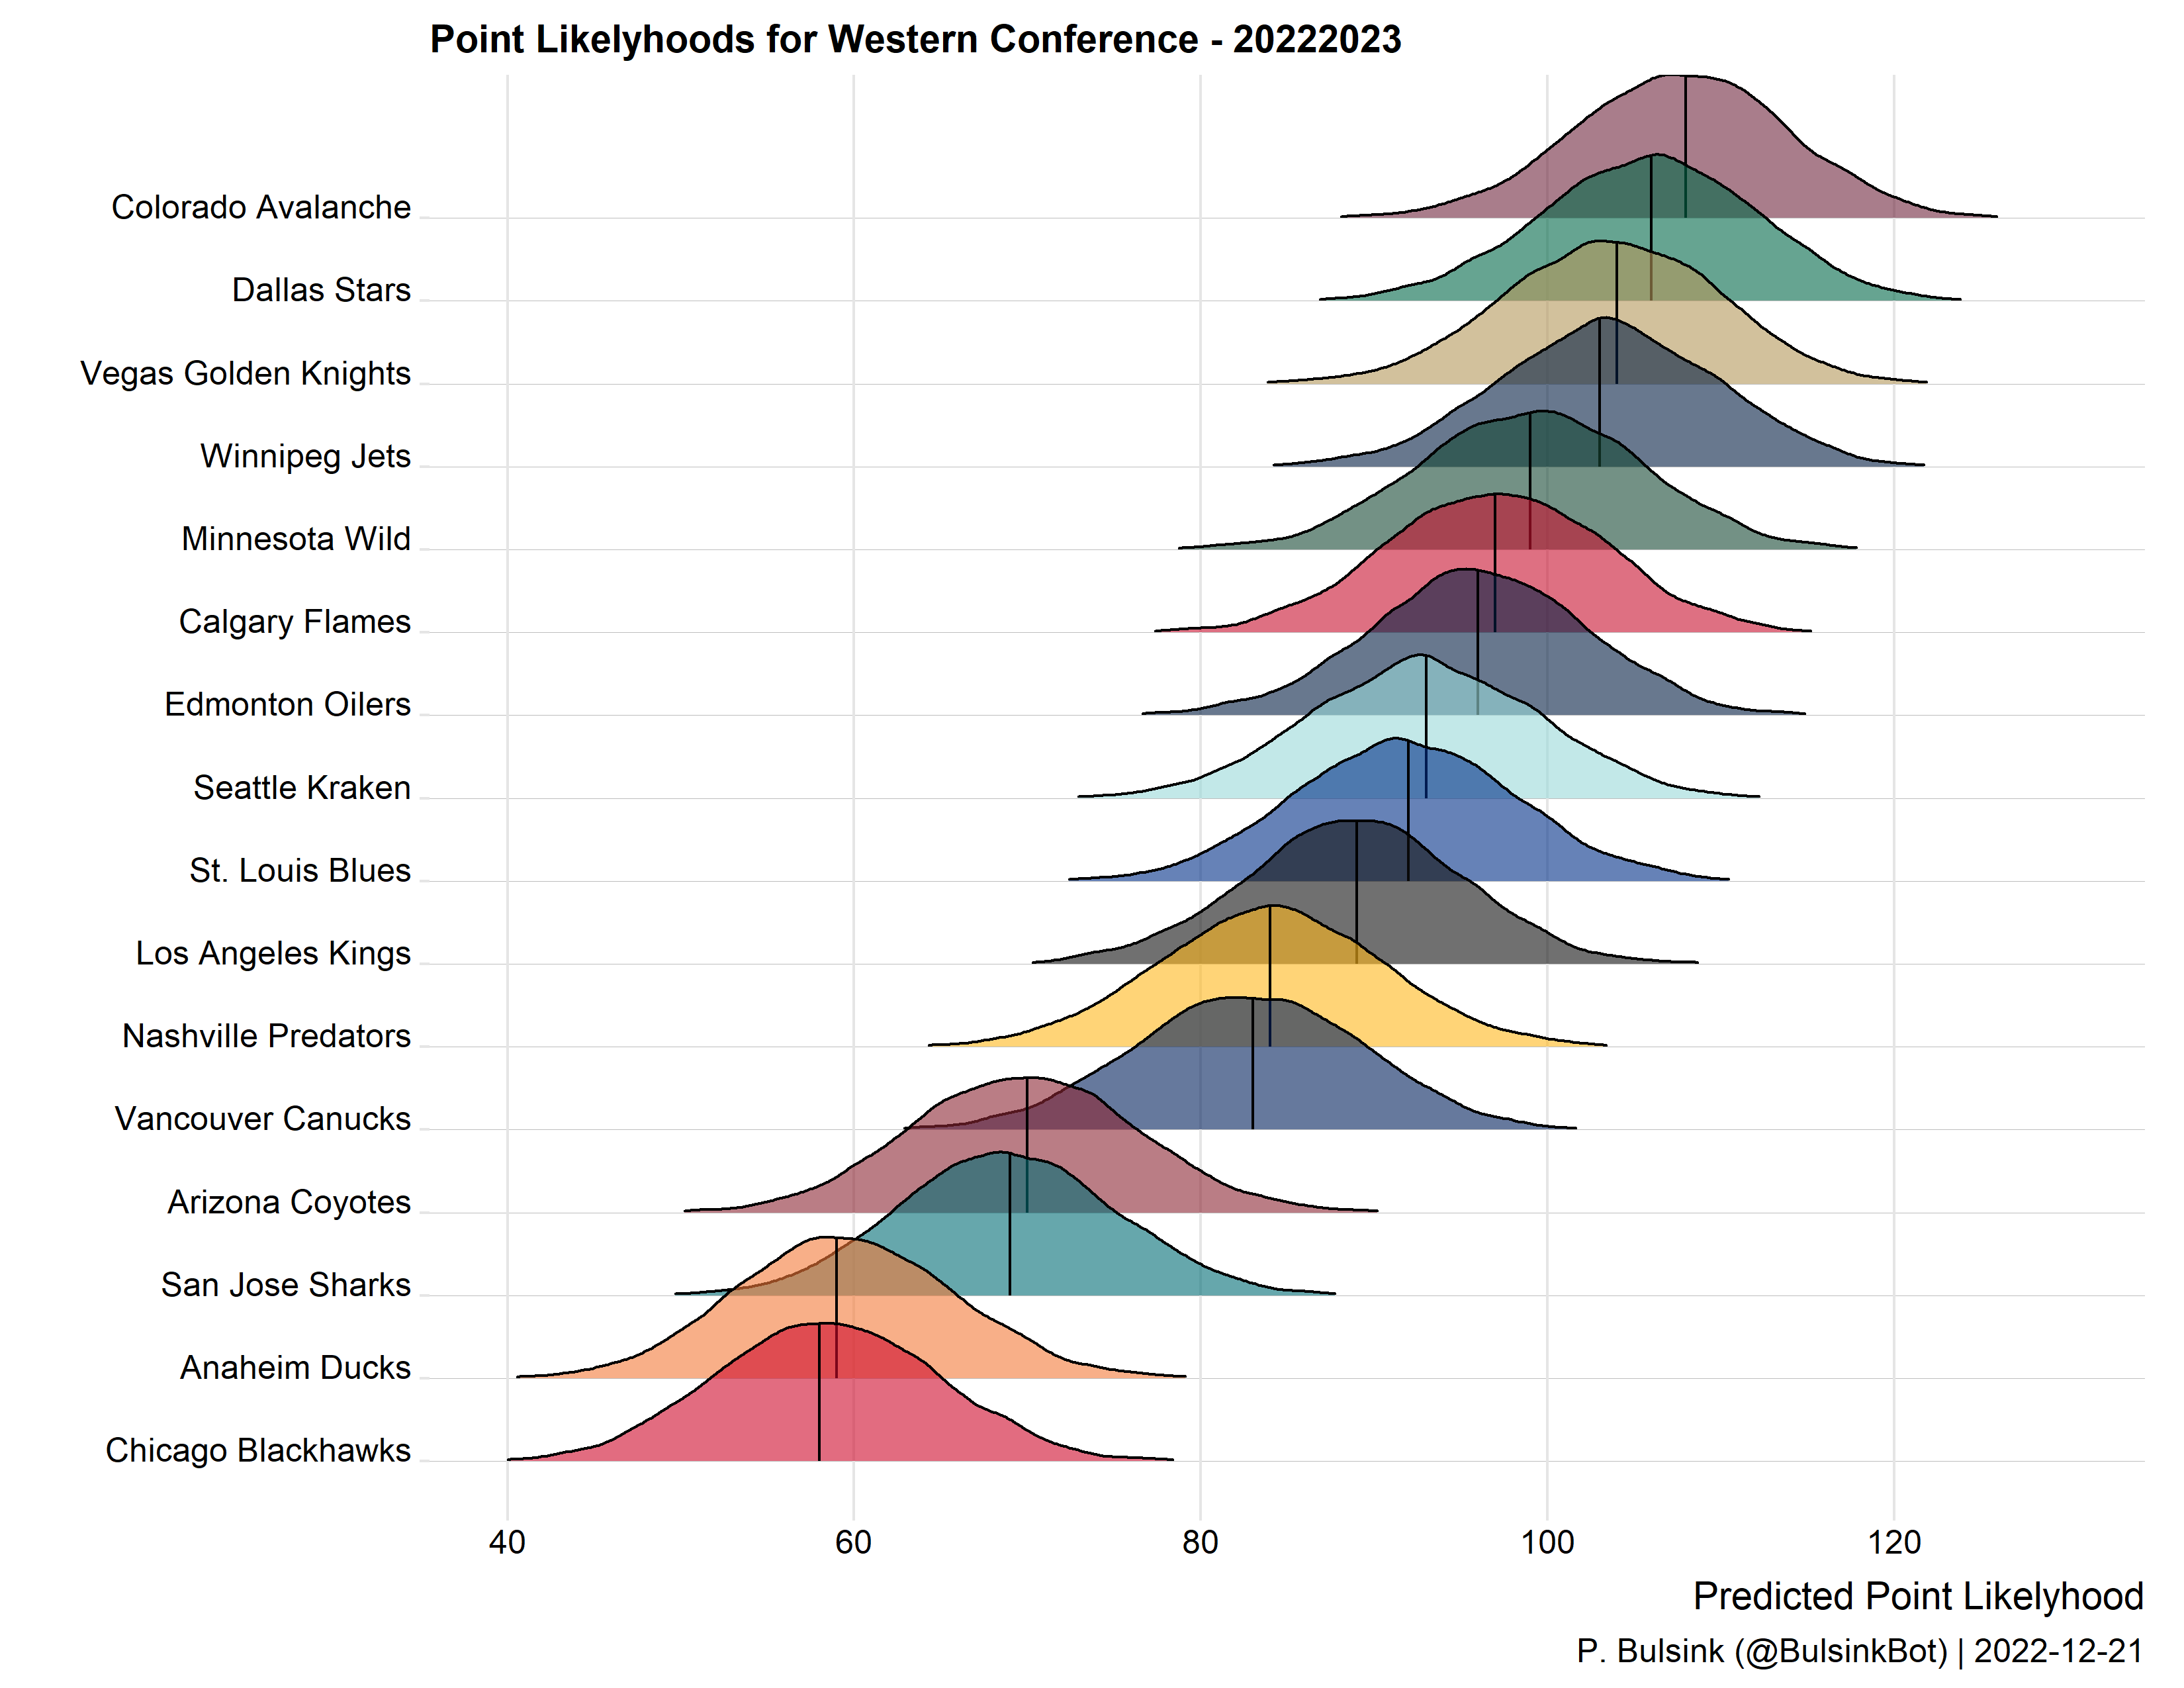 Point Likelyhoods for Western Conference - 20222023
Colorado Avalanche
Dallas Stars
Vegas Golden Knights
Winnipeg Jets
Minnesota Wild
Calgary Flames
Edmonton Oilers
Seattle Kraken
St. Louis Blues
Los Angeles Kings
Nashville Predators
Vancouver Canucks
Arizona Coyotes
San Jose Sharks
Anaheim Ducks
Chicago Blackhawks
40 60 80 100 120
Predicted Point Likelyhood
P. Bulsink (@BulsinkBot) | 2022-12-21